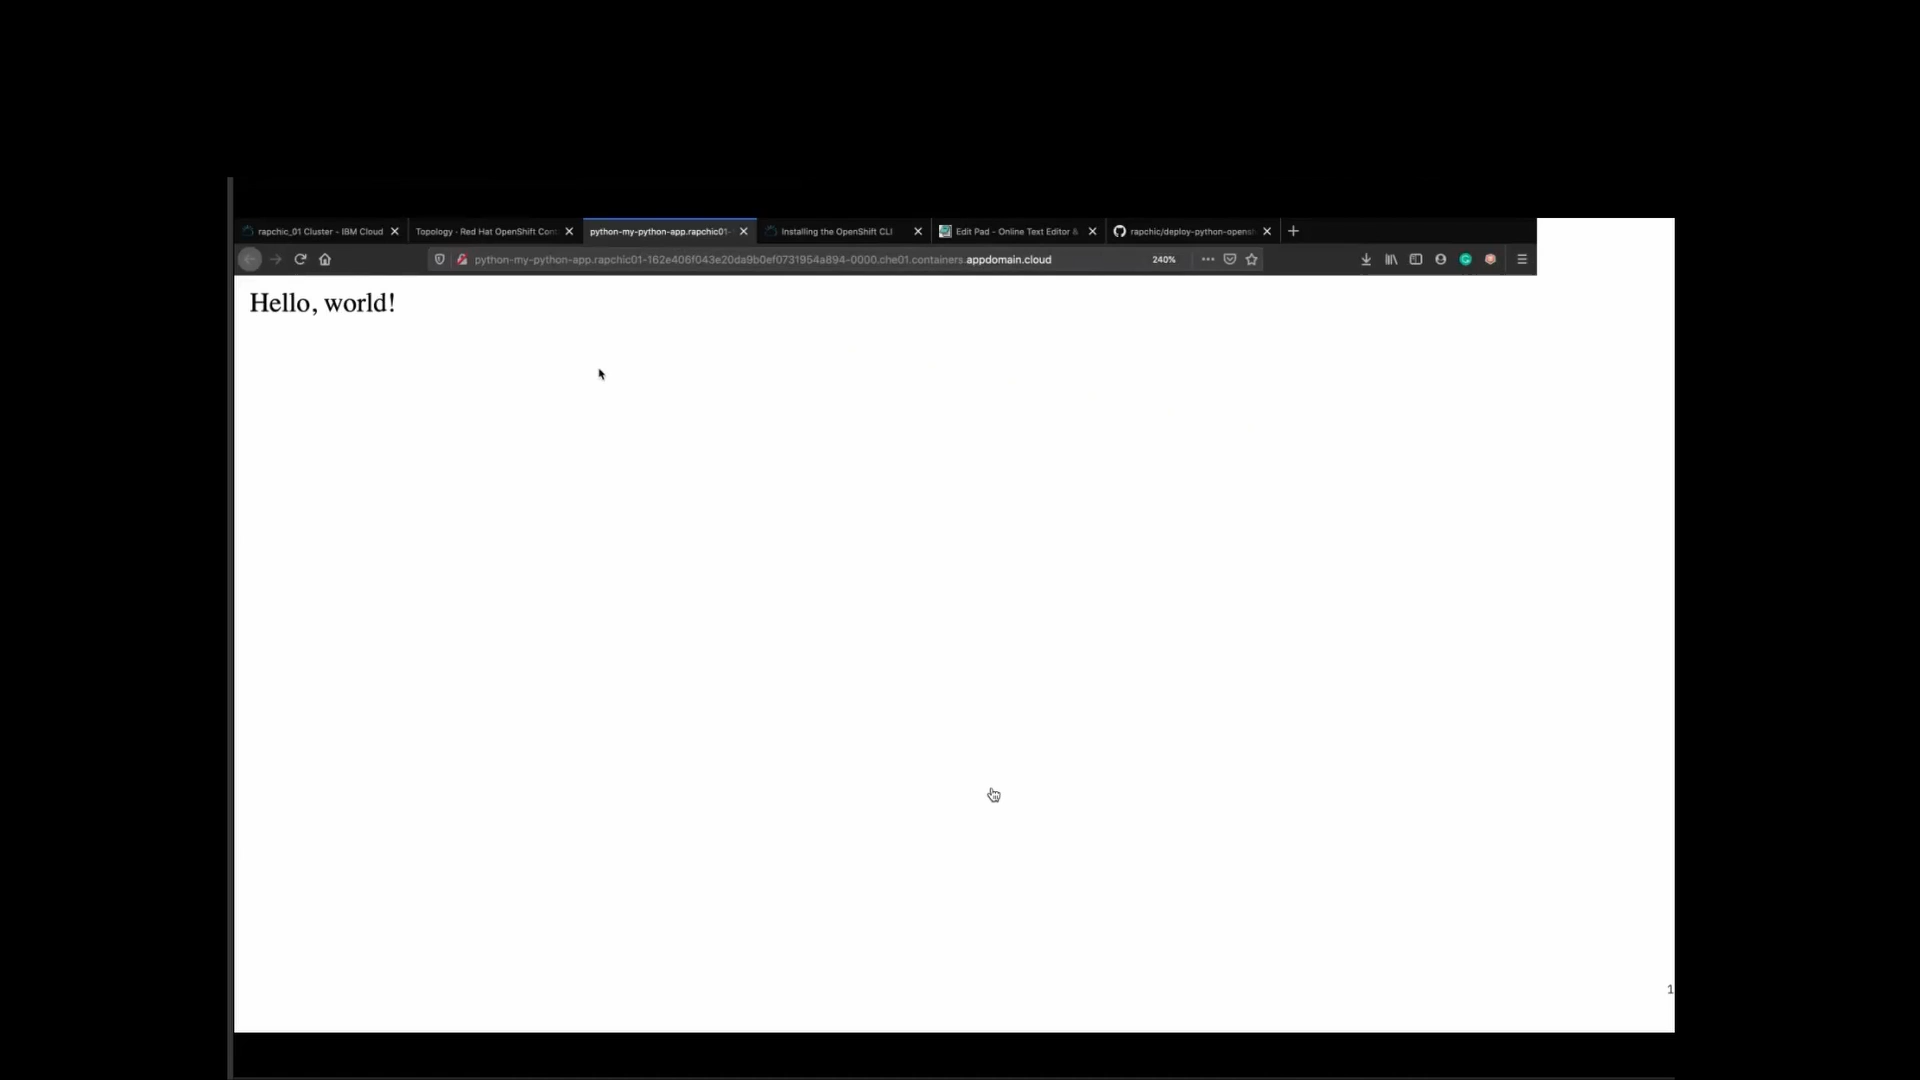 rapchic_01 Cluster - IBM Cloud
Topology · Red Hat OpenShift Con
python-my-python-app.rapchic01-
Installing the OpenShift CLI
Edit Pad - Online Text Editor &
rapchic/deploy-python-opensh
python-my-python-app.rapchic01-162e406f043e20da9b0ef0731954a894-0000.che01.containers.appdomain.cloud
240%
Hello, world!
1